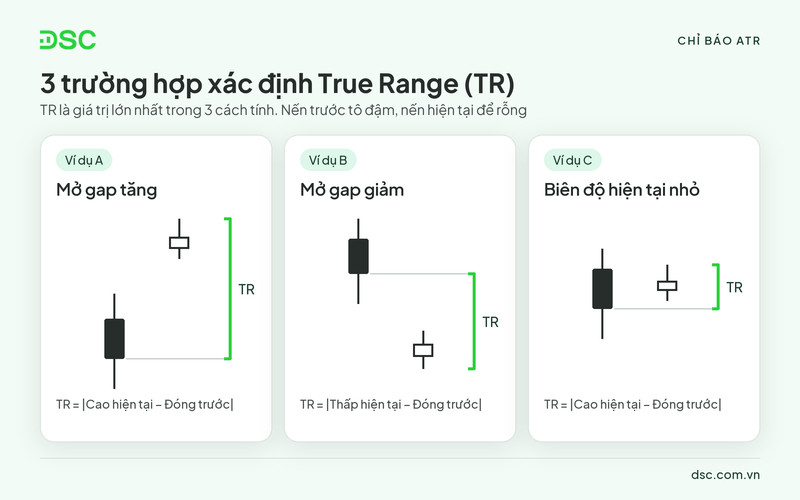 DSC
CHỈ BÁO ATR
3 trường hợp xác định True Range (TR)
TR là giá trị lớn nhất trong 3 cách tính. Nến trước tô đậm, nến hiện tại để rỗng
Ví dụ A
Mở gap tăng
TR
TR = |Cao hiện tại – Đóng trước|
Ví dụ B
Mở gap giảm
TR
TR = |Thấp hiện tại – Đóng trước|
Ví dụ C
Biên độ hiện tại nhỏ
TR
TR = |Cao hiện tại – Đóng trước|
dsc.com.vn